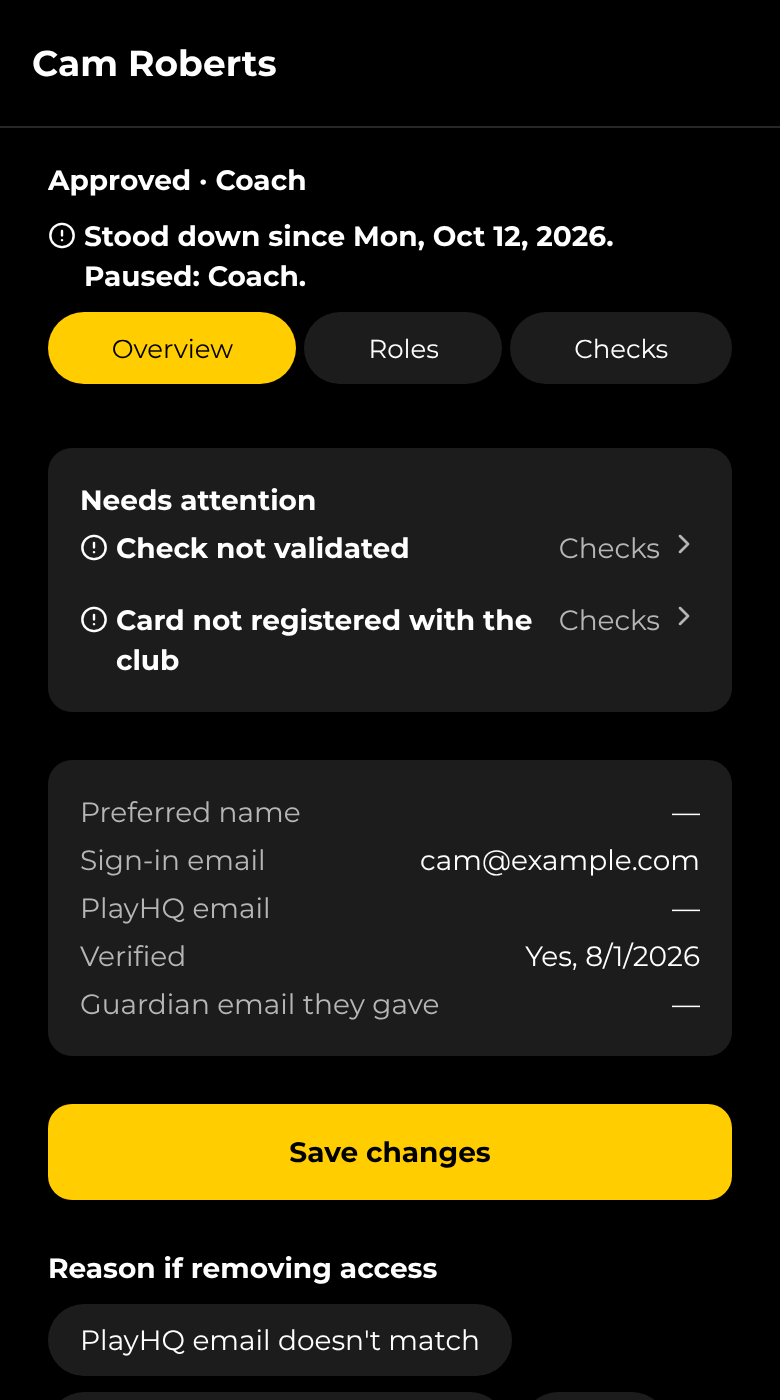 Cam Roberts
Approved · Coach
Stood down since Mon, Oct 12, 2026.
Paused: Coach.
Overview
Roles
Checks
Needs attention
Check not validated
Checks
Card not registered with the
club
Checks
Preferred name —
Sign-in email cam@example.com
PlayHQ email —
Verified Yes, 8/1/2026
Guardian email they gave —
Save changes
Reason if removing access
PlayHQ email doesn't match